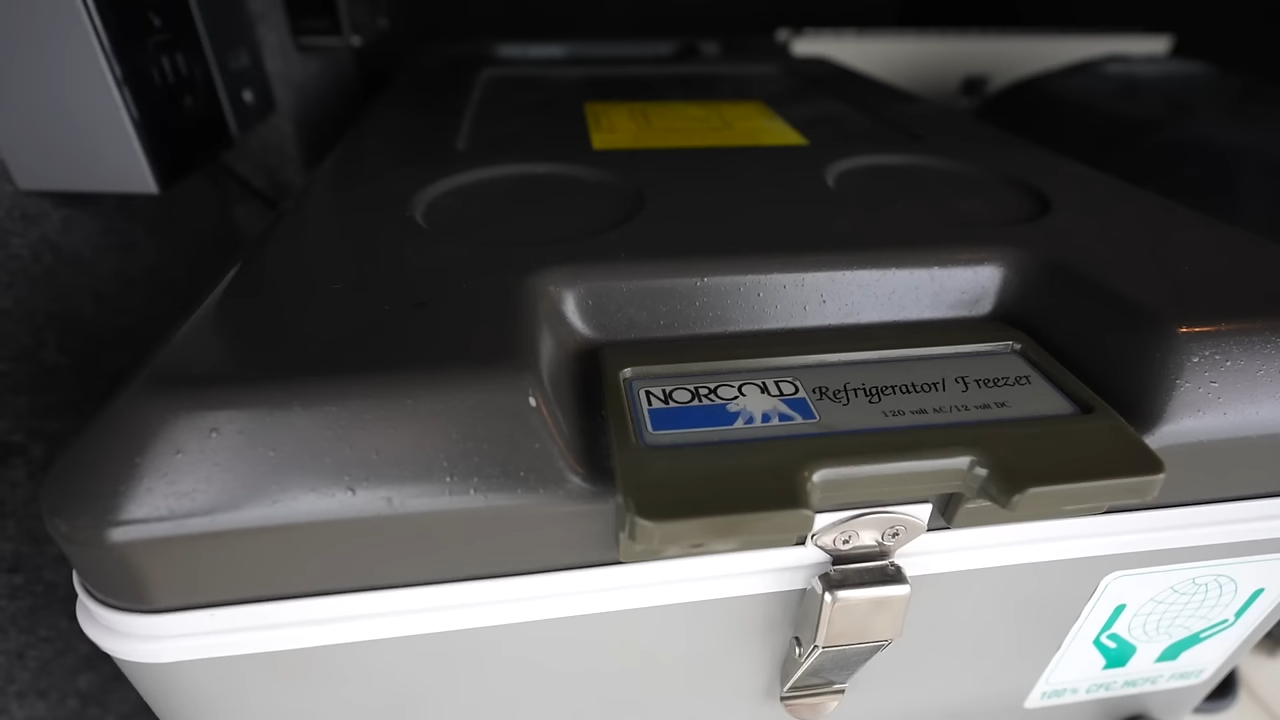 NORCOLD
Refrigerator/ Freezer
120 volt AC/12 volt DC
100% CFC.HCFC FREE